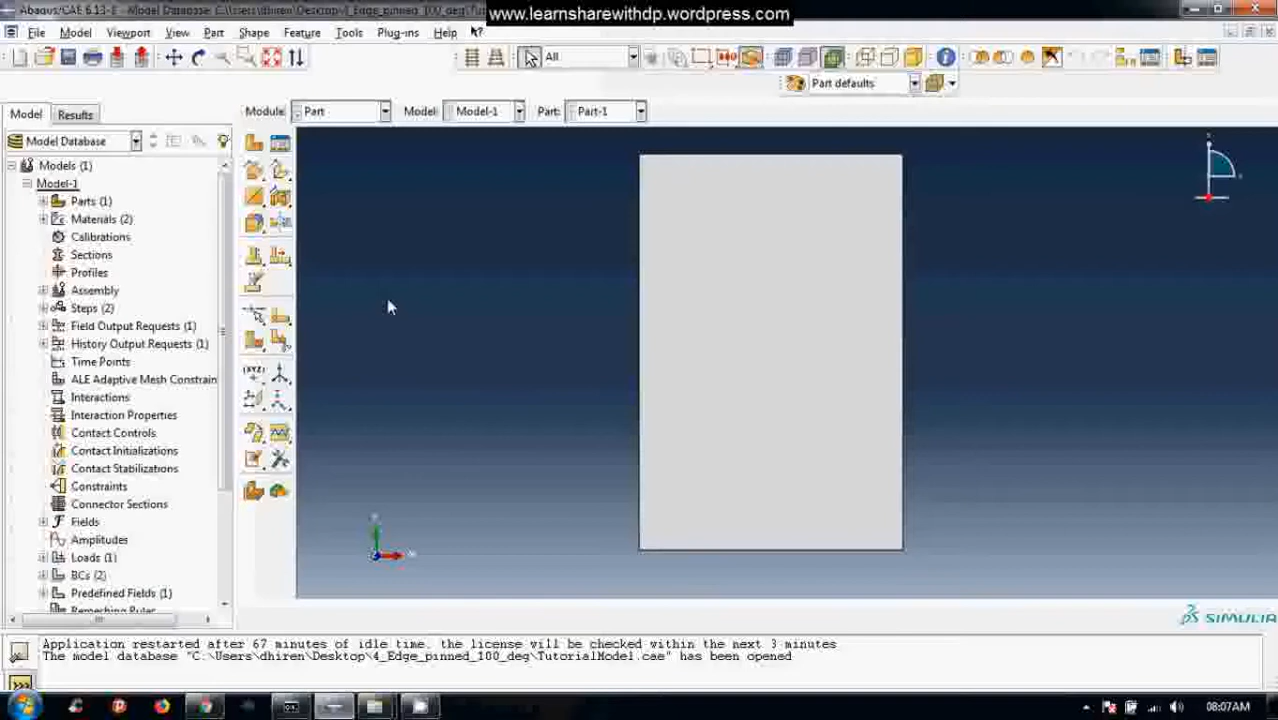 Abaqus/CAE 6.13-
www.learnsharewithdp.wordpress.com
File Model Viewport View Part Shape Feature Tools Plug-ins Help
All
Part defaults
Model Results Module: Part Model: Model-1 Part: Part-1
Model Database
Models (1)
Model-1
Parts (1)
Materials (2)
Calibrations
Sections
Profiles
Assembly
Steps (2)
Field Output Requests (1)
History Output Requests (1)
Time Points
ALE Adaptive Mesh Constrain
Interactions
Interaction Properties
Contact Controls
Contact Initializations
Contact Stabilizations
Constraints
Connector Sections
Fields
Amplitudes
Loads (1)
BCs (2)
Predefined Fields (1)
SIMULIA
Application restarted after 67 minutes of idle time, the license will be checked within the next 3 minutes
The model database "C:\Users\dhiren\Desktop\4_Edge_pinned_100_deg\TutorialModel.cae" has been opened
08:07AM